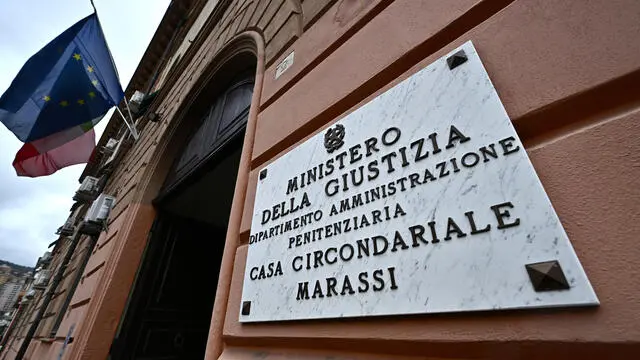 MINISTERO
DELLA GIUSTIZIA
DIPARTIMENTO AMMINISTRAZIONE
PENITENZIARIA
CASA CIRCONDARIALE
MARASSI